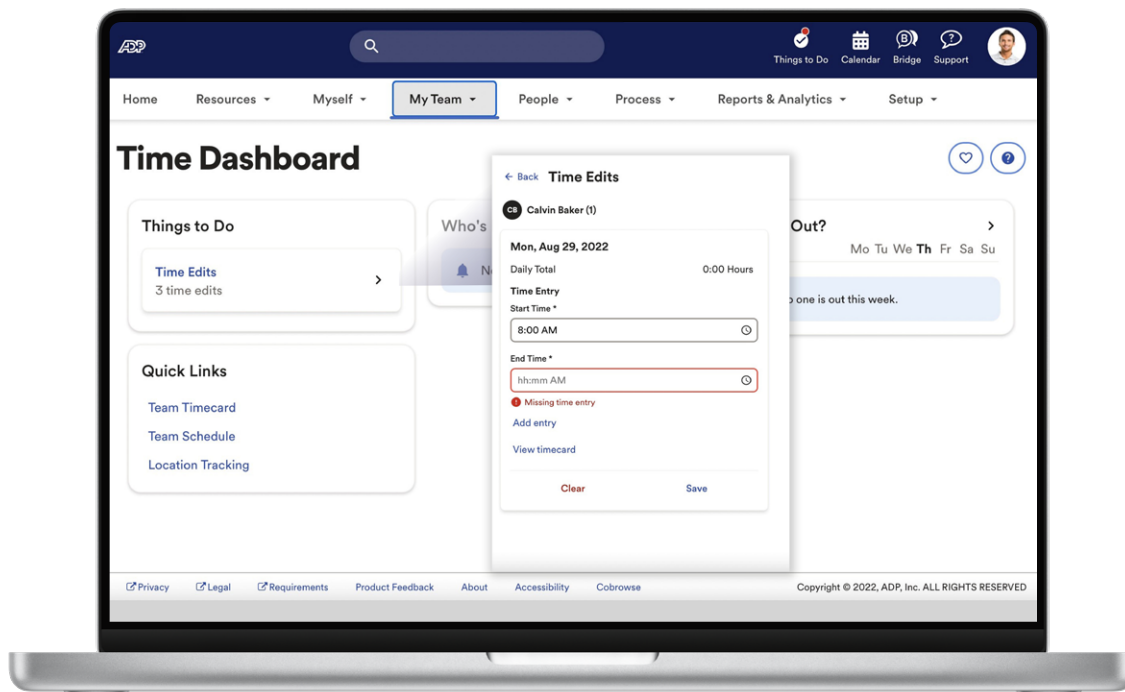 ADP
Things to Do
Calendar
Bridge
Support
Home
Resources
Myself
My Team
People
Process
Reports & Analytics
Setup
Time Dashboard
Things to Do
Time Edits
3 time edits
Quick Links
Team Timecard
Team Schedule
Location Tracking
Who's
Back Time Edits
CB Calvin Baker (1)
Mon, Aug 29, 2022
Daily Total 0:00 Hours
Time Entry
Start Time *
8:00 AM
End Time *
hh:mm AM
Missing time entry
Add entry
View timecard
Clear Save
Out?
Mo Tu We Th Fr Sa Su
one is out this week.
Privacy
Legal
Requirements
Product Feedback
About
Accessibility
Cobrowse
Copyright © 2022, ADP, Inc. ALL RIGHTS RESERVED